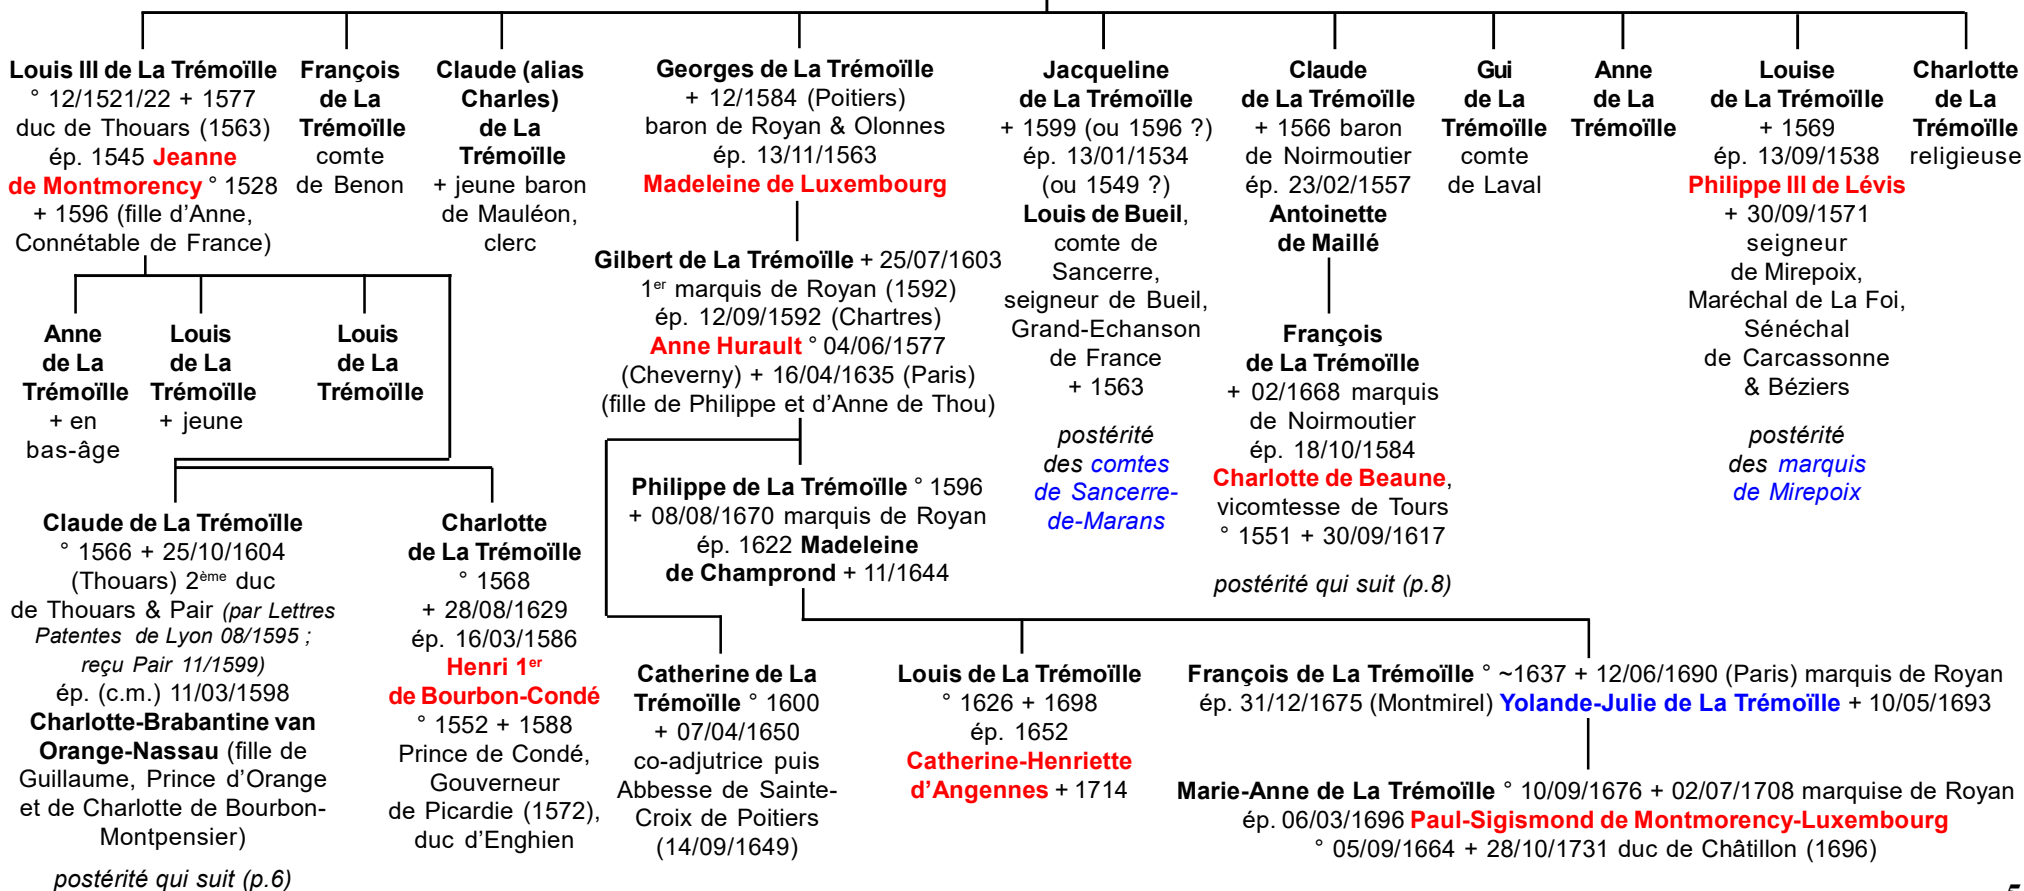 Louis III de La Trémoïlle
° 12/1521/22 + 1577
duc de Thouars (1563)
ép. 1545 Jeanne
de Montmorency ° 1528
+ 1596 (fille d’Anne,
Connétable de France)
François
de La
Trémoïlle
comte
de Benon
Claude (alias
Charles)
de La
Trémoïlle
+ jeune baron
de Mauléon,
clerc
Georges de La Trémoïlle
+ 12/1584 (Poitiers)
baron de Royan & Olonnes
ép. 13/11/1563
Madeleine de Luxembourg
Jacqueline
de La Trémoïlle
+ 1599 (ou 1596 ?)
ép. 13/01/1534
(ou 1549 ?)
Louis de Bueil,
comte de
Sancerre,
seigneur de Bueil,
Grand-Echanson
de France
+ 1563
postérité
des comtes
de Sancerre-
de-Marans
Claude
de La Trémoïlle
+ 1566 baron
de Noirmoutier
ép. 23/02/1557
Antoinette
de Maillé
Gui
de La
Trémoïlle
comte
de Laval
Anne
de La
Trémoïlle
Louise
de La Trémoïlle
+ 1569
ép. 13/09/1538
Philippe III de Lévis
+ 30/09/1571
seigneur
de Mirepoix,
Maréchal de La Foi,
Sénéchal
de Carcassonne
& Béziers
postérité
des marquis
de Mirepoix
Charlotte
de La
Trémoïlle
religieuse
Anne
de La
Trémoïlle
+ en
bas-âge
Louis
de La
Trémoïlle
+ jeune
Louis
de La
Trémoïlle
Gilbert de La Trémoïlle + 25/07/1603
1er marquis de Royan (1592)
ép. 12/09/1592 (Chartres)
Anne Hurault ° 04/06/1577
(Cheverny) + 16/04/1635 (Paris)
(fille de Philippe et d’Anne de Thou)
François
de La Trémoïlle
+ 02/1668 marquis
de Noirmoutier
ép. 18/10/1584
Charlotte de Beaune,
vicomtesse de Tours
° 1551 + 30/09/1617
postérité qui suit (p.8)
Claude de La Trémoïlle
° 1566 + 25/10/1604
(Thouars) 2ème duc
de Thouars & Pair (par Lettres
Patentes de Lyon 08/1595 ;
reçu Pair 11/1599)
ép. (c.m.) 11/03/1598
Charlotte-Brabantine van
Orange-Nassau (fille de
Guillaume, Prince d’Orange
et de Charlotte de Bourbon-
Montpensier)
postérité qui suit (p.6)
Charlotte
de La Trémoïlle
° 1568
+ 28/08/1629
ép. 16/03/1586
Henri 1er
de Bourbon-Condé
° 1552 + 1588
Prince de Condé,
Gouverneur
de Picardie (1572),
duc d’Enghien
Philippe de La Trémoïlle ° 1596
+ 08/08/1670 marquis de Royan
ép. 1622 Madeleine
de Champrond + 11/1644
Catherine de La
Trémoïlle ° 1600
+ 07/04/1650
co-adjutrice puis
Abbesse de Sainte-
Croix de Poitiers
(14/09/1649)
Louis de La Trémoïlle
° 1626 + 1698
ép. 1652
Catherine-Henriette
d’Angennes + 1714
François de La Trémoïlle ° ~1637 + 12/06/1690 (Paris) marquis de Royan
ép. 31/12/1675 (Montmirel) Yolande-Julie de La Trémoïlle + 10/05/1693
Marie-Anne de La Trémoïlle ° 10/09/1676 + 02/07/1708 marquise de Royan
ép. 06/03/1696 Paul-Sigismond de Montmorency-Luxembourg
° 05/09/1664 + 28/10/1731 duc de Châtillon (1696)